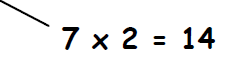 7 x 2 = 14